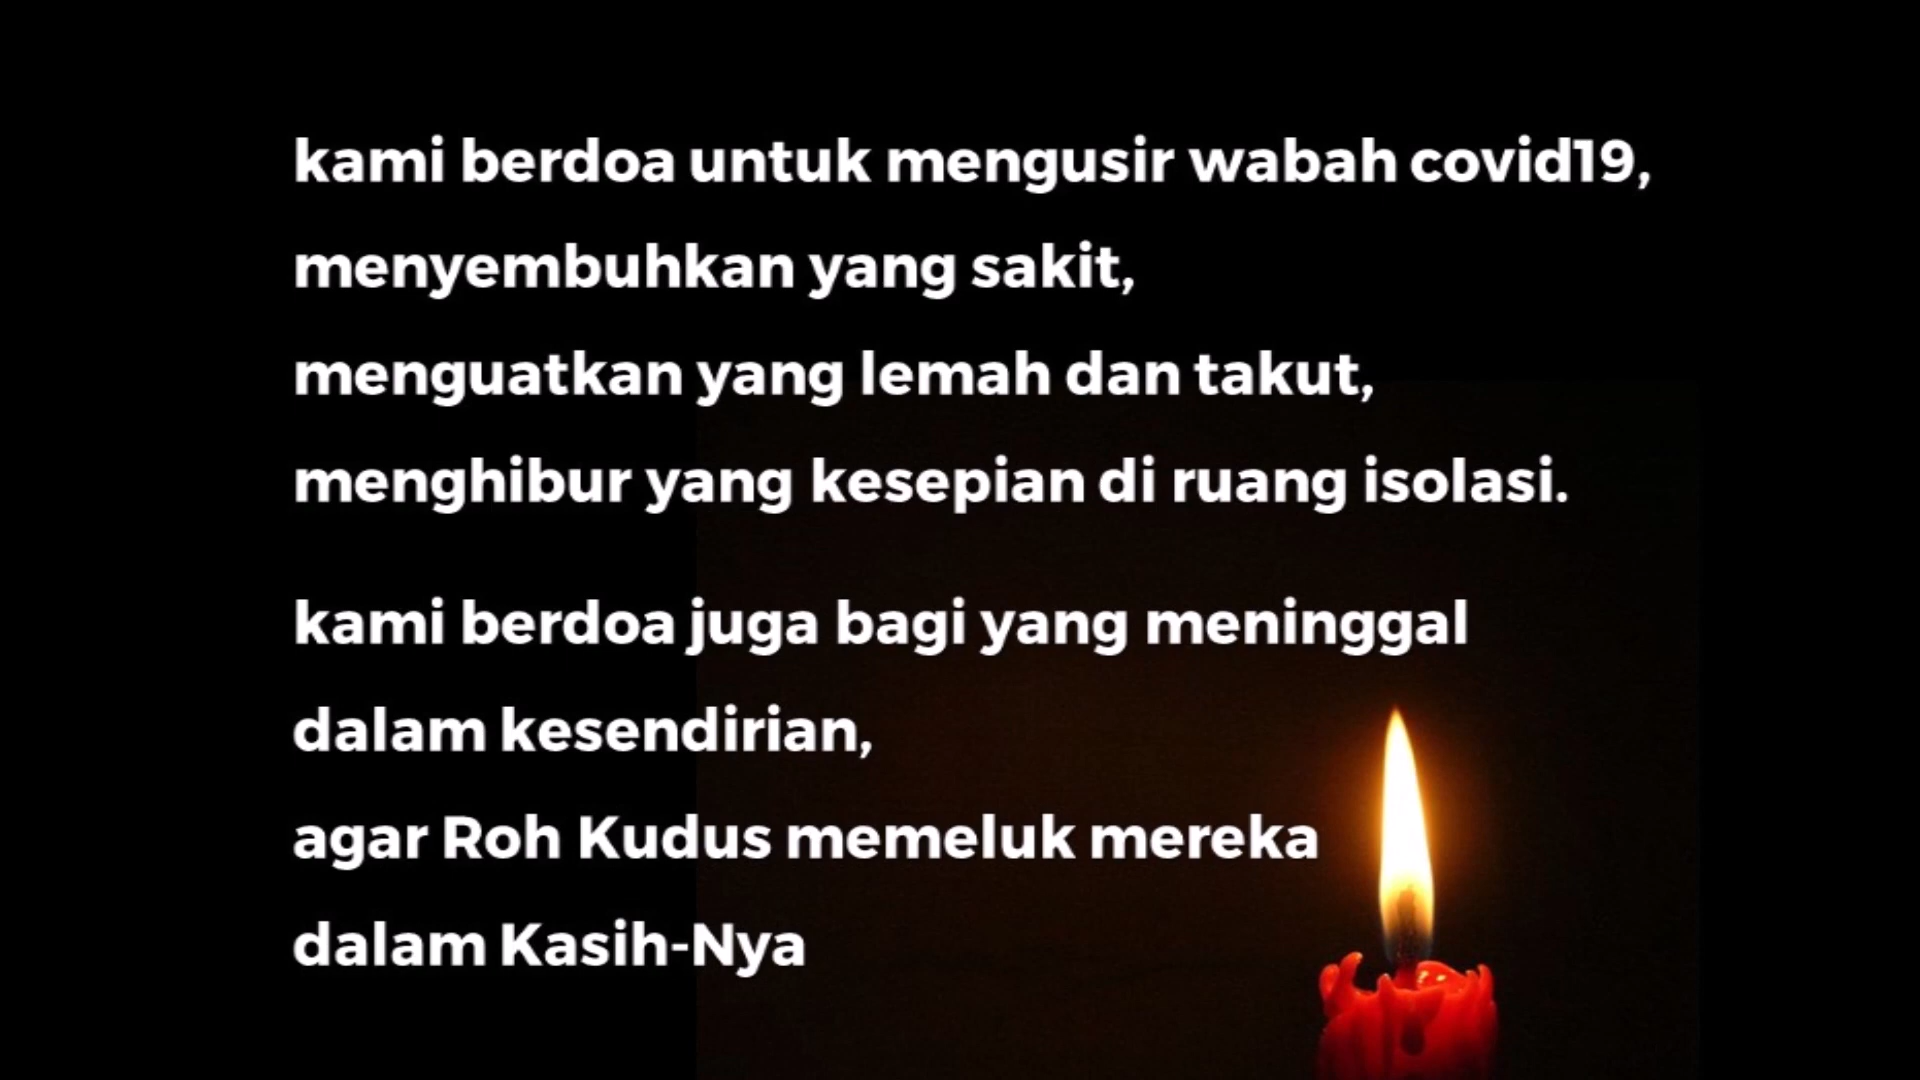 kami berdoa untuk mengusir wabah covid19,
menyembuhkan yang sakit,
menguatkan yang lemah dan takut,
menghibur yang kesepian di ruang isolasi.
kami berdoa juga bagi yang meninggal
dalam kesendirian,
agar Roh Kudus memeluk mereka
dalam Kasih-Nya